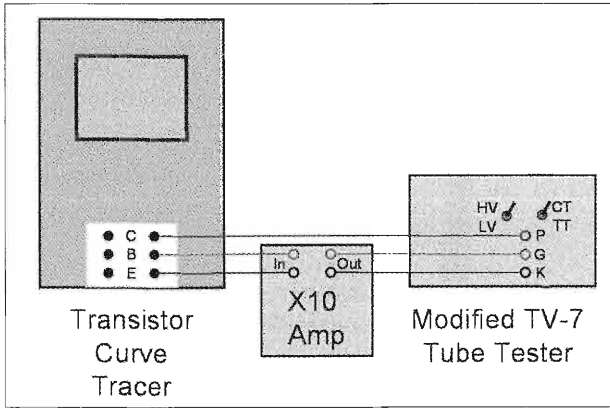 HV CT
LV TT
C P
B G
E K
In Out
X10
Amp
Transistor
Curve
Tracer
Modified TV-7
Tube Tester